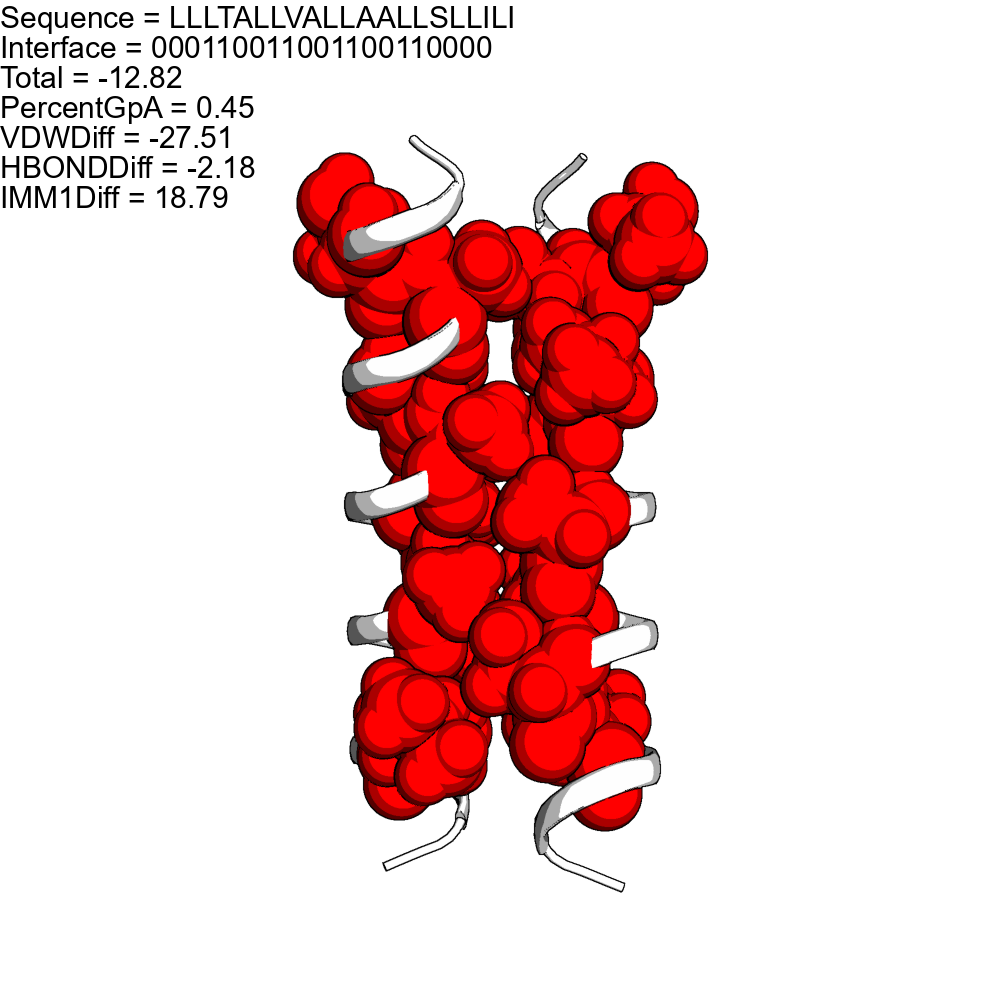 Sequence = LLLTALLVALLAALLSLLILI
Interface = 000110011001100110000
Total = -12.82
PercentGpA = 0.45
VDWDiff = -27.51
HBONDDiff = -2.18
IMM1Diff = 18.79